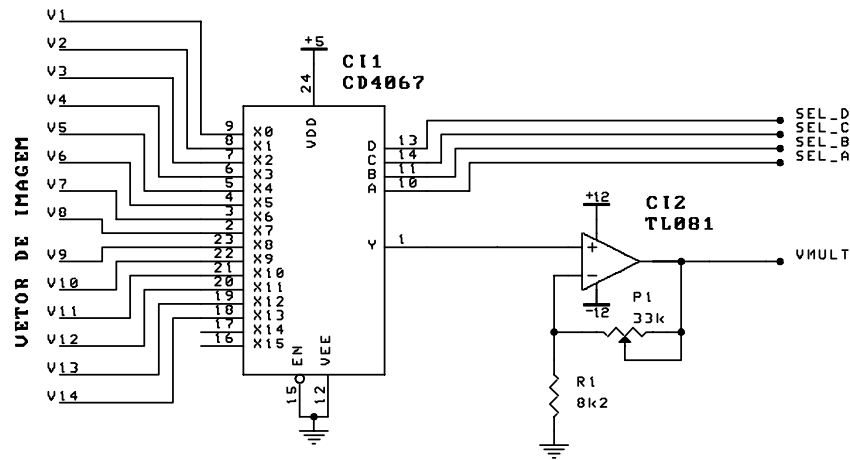 V1
V2
V3
V4
V5
V6
V7
V8
V9
V10
V11
V12
V13
V14
VETOR DE IMAGEM
+5
24
CI1
CD4067
VDD
9 X0
8 X1
7 X2
6 X3
5 X4
4 X5
3 X6
2 X7
23 X8
22 X9
21 X10
20 X11
19 X12
18 X13
17 X14
16 X15
D 13
C 14
B 11
A 10
Y 1
EN
VEE
15
12
SEL_D
SEL_C
SEL_B
SEL_A
+12
CI2
TL081
+
-
-12
VMULT
P1
33k
R1
8k2